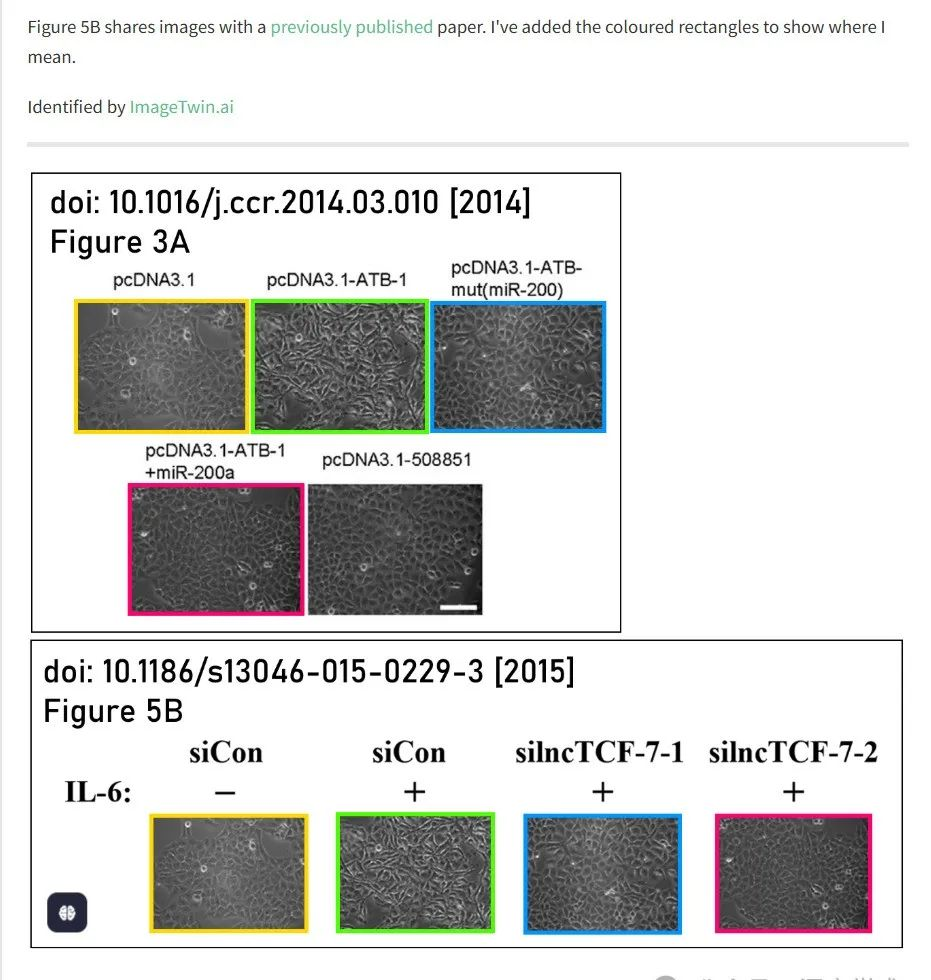 Figure 5B shares images with a previously published paper. I've added the coloured rectangles to show where I
mean.
Identified by ImageTwin.ai
doi: 10.1016/j.ccr.2014.03.010 [2014]
Figure 3A
pcDNA3.1 pcDNA3.1-ATB-1 pcDNA3.1-ATB-
mut(miR-200)
pcDNA3.1-ATB-1
+miR-200a
pcDNA3.1-508851
doi: 10.1186/s13046-015-0229-3 [2015]
Figure 5B
siCon siCon silncTCF-7-1 silncTCF-7-2
IL-6: − + + +